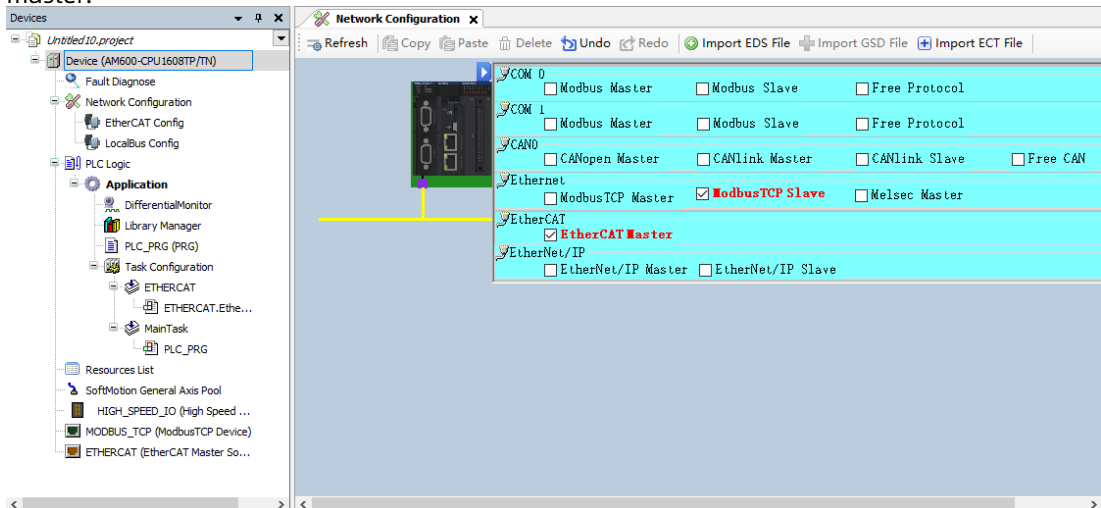 master.
Devices
Untitled10.project
Device (AM600-CPU1608TP/TN)
Fault Diagnose
Network Configuration
EtherCAT Config
LocalBus Config
PLC Logic
Application
DifferentialMonitor
Library Manager
PLC_PRG (PRG)
Task Configuration
ETHERCAT
ETHERCAT.Ethe...
MainTask
PLC_PRG
Resources List
SoftMotion General Axis Pool
HIGH_SPEED_IO (High Speed ...
MODBUS_TCP (ModbusTCP Device)
ETHERCAT (EtherCAT Master So...
Network Configuration
Refresh Copy Paste Delete Undo Redo Import EDS File Import GSD File Import ECT File
COM 0
Modbus Master Modbus Slave Free Protocol
COM 1
Modbus Master Modbus Slave Free Protocol
CAN0
CANopen Master CANlink Master CANlink Slave Free CAN
Ethernet
ModbusTCP Master ModbusTCP Slave Melsec Master
EtherCAT
EtherCAT Master
EtherNet/IP
EtherNet/IP Master EtherNet/IP Slave